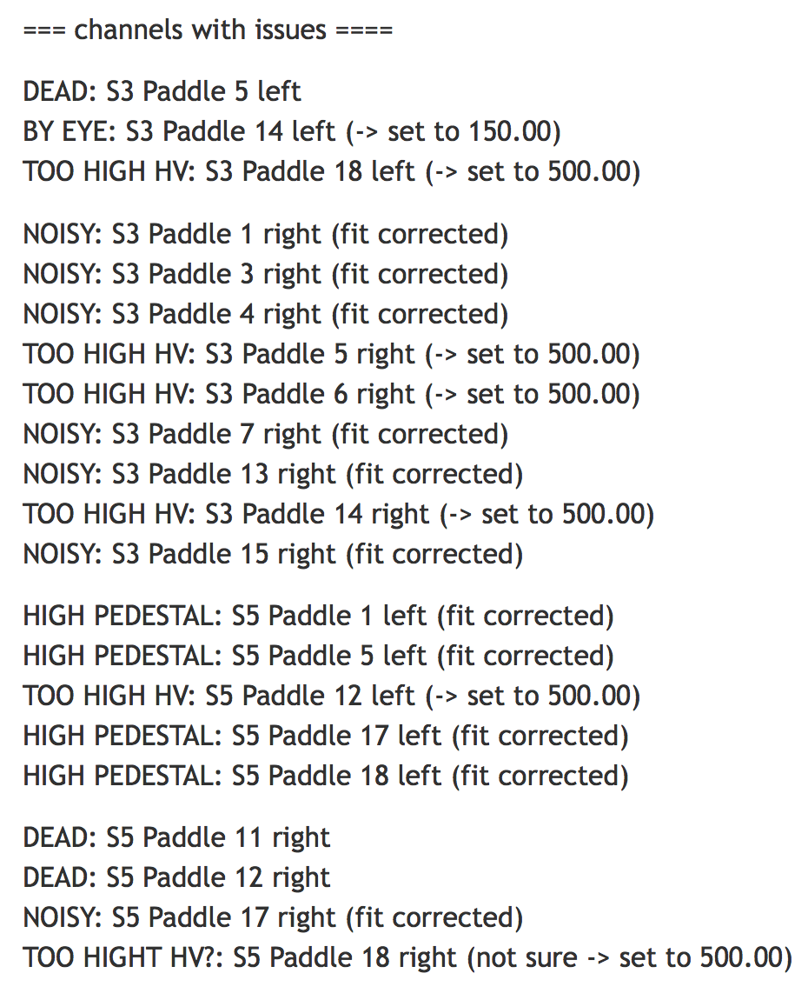 === channels with issues ====
DEAD: S3 Paddle 5 left
BY EYE: S3 Paddle 14 left (-> set to 150.00)
TOO HIGH HV: S3 Paddle 18 left (-> set to 500.00)
NOISY: S3 Paddle 1 right (fit corrected)
NOISY: S3 Paddle 3 right (fit corrected)
NOISY: S3 Paddle 4 right (fit corrected)
TOO HIGH HV: S3 Paddle 5 right (-> set to 500.00)
TOO HIGH HV: S3 Paddle 6 right (-> set to 500.00)
NOISY: S3 Paddle 7 right (fit corrected)
NOISY: S3 Paddle 13 right (fit corrected)
TOO HIGH HV: S3 Paddle 14 right (-> set to 500.00)
NOISY: S3 Paddle 15 right (fit corrected)
HIGH PEDESTAL: S5 Paddle 1 left (fit corrected)
HIGH PEDESTAL: S5 Paddle 5 left (fit corrected)
TOO HIGH HV: S5 Paddle 12 left (-> set to 500.00)
HIGH PEDESTAL: S5 Paddle 17 left (fit corrected)
HIGH PEDESTAL: S5 Paddle 18 left (fit corrected)
DEAD: S5 Paddle 11 right
DEAD: S5 Paddle 12 right
NOISY: S5 Paddle 17 right (fit corrected)
TOO HIGHT HV?: S5 Paddle 18 right (not sure -> set to 500.00)